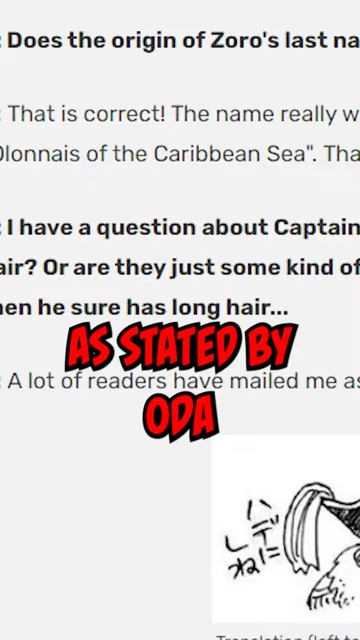 : Does the origin of Zoro's last na
: That is correct! The name really w
Olonnais of the Caribbean Sea". Tha
: I have a question about Captain
air? Or are they just some kind of
hen he sure has long hair...
AS STATED BY
: A lot of readers have mailed me as
ODA
ハデに
しねー